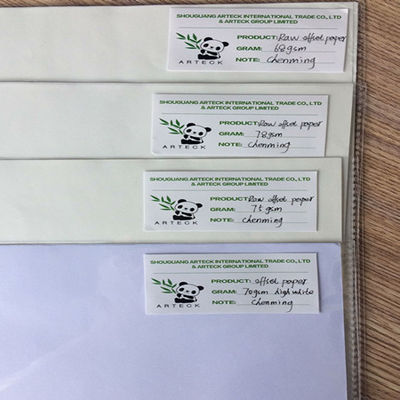 SHOUGUANG ARTECK INTERNATIONAL TRADE CO., LTD
& ARTECK GROUP LIMITED
PRODUCT: Raw offset paper
GRAM: 68gsm
NOTE: chenming
ARTECK
SHOUGUANG ARTECK INTERNATIONAL TRADE CO., LTD
& ARTECK GROUP LIMITED
PRODUCT: Raw offset paper
GRAM: 78gsm
NOTE: chenming
ARTECK
SHOUGUANG ARTECK INTERNATIONAL TRADE CO., LTD
& ARTECK GROUP LIMITED
PRODUCT: Raw offset paper
GRAM: 75gsm
NOTE: chenming
ARTECK
SHOUGUANG ARTECK INTERNATIONAL TRADE CO., LTD
& ARTECK GROUP LIMITED
PRODUCT: offset paper
GRAM: 70gsm high white
NOTE: chenming
ARTECK